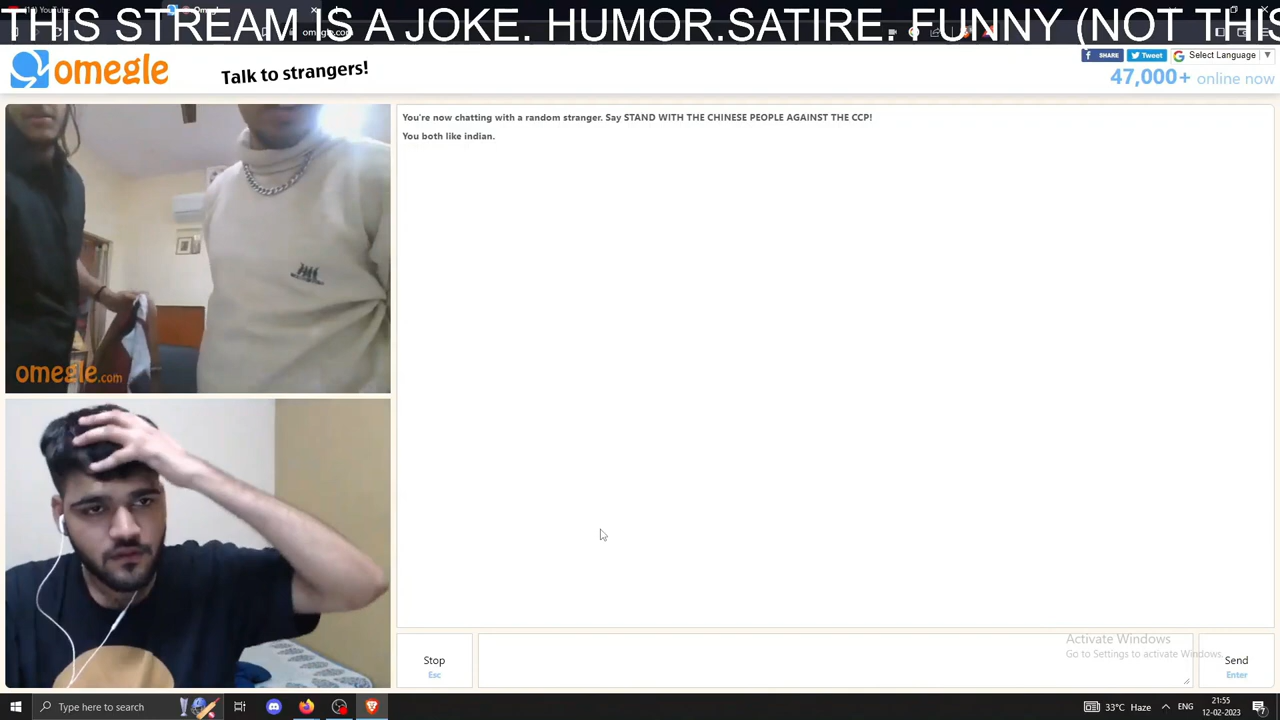 THIS STREAM IS A JOKE. HUMOR.SATIRE. FUNNY (NOT THIS
omegle
Talk to strangers!
SHARE
Tweet
Select Language
47,000+ online now
You're now chatting with a random stranger. Say STAND WITH THE CHINESE PEOPLE AGAINST THE CCP!
You both like indian.
omegle.com
Stop
Esc
Activate Windows
Go to Settings to activate Windows.
Send
Enter
Type here to search
33°C Haze
ENG
21:55
12-02-2023